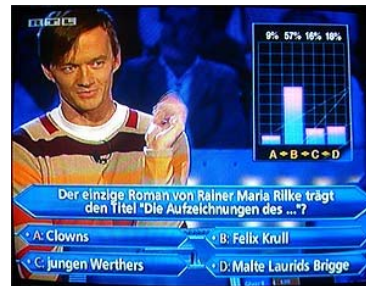 RTL
9% 57% 16% 18%
A B C D
Der einzige Roman von Rainer Maria Rilke trägt
den Titel "Die Aufzeichnungen des ..."?
A: Clowns
B: Felix Krull
C: jungen Werthers
D: Malte Laurids Brigge